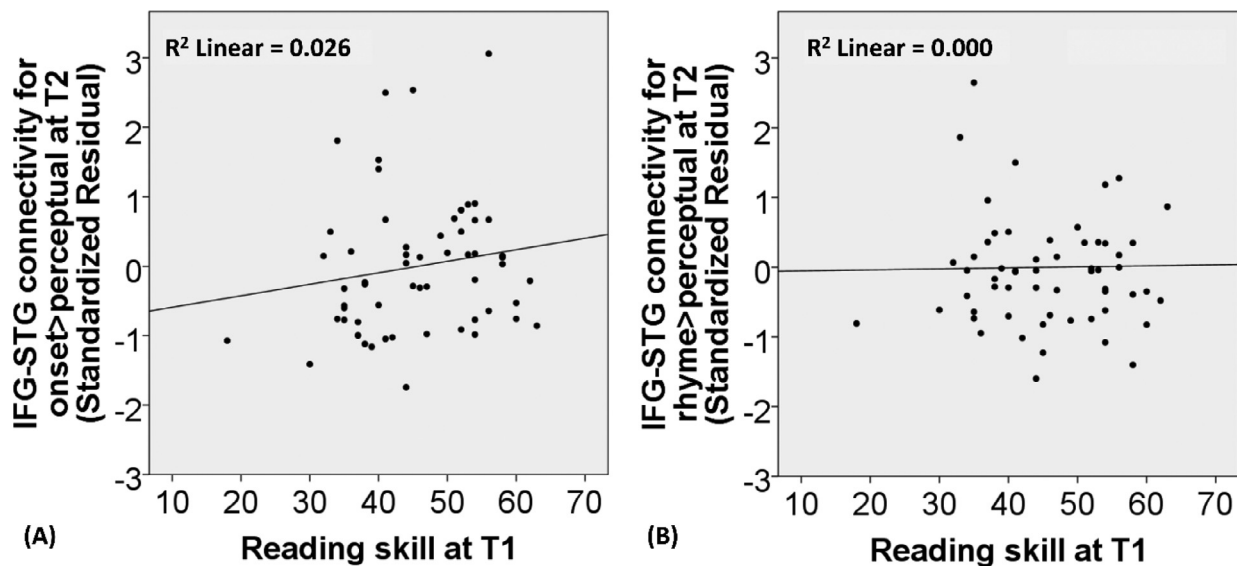 IFG-STG connectivity for
onset>perceptual at T2
(Standardized Residual)
R² Linear = 0.026
3
2
1
0
-1
-2
-3
10 20 30 40 50 60 70
Reading skill at T1
(A)
IFG-STG connectivity for
rhyme>perceptual at T2
(Standardized Residual)
R² Linear = 0.000
3
2
1
0
-1
-2
-3
10 20 30 40 50 60 70
Reading skill at T1
(B)